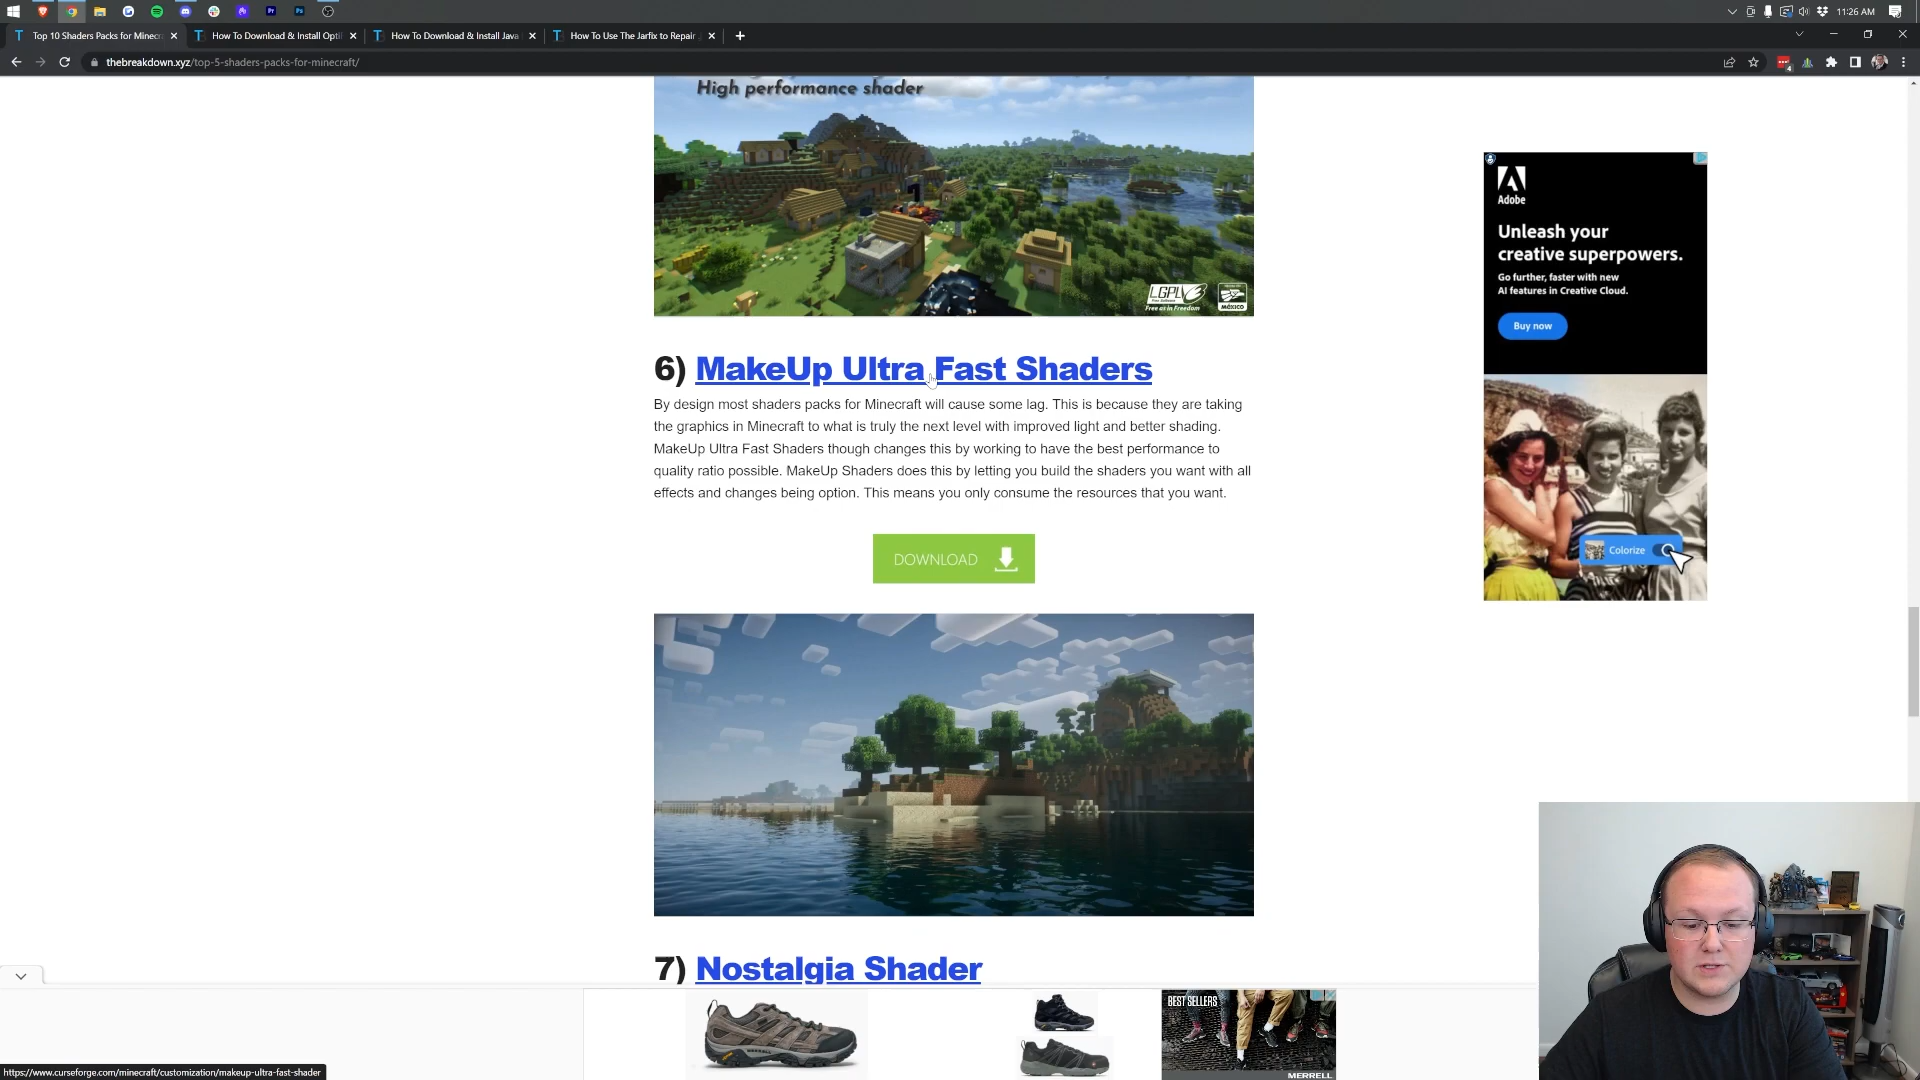 11:26 AM
Top 10 Shaders Packs for Minecr
How To Download & Install Opti
How To Download & Install Java
How To Use The Jarfix to Repair
thebreakdown.xyz/top-5-shaders-packs-for-minecraft/
High performance shader
LGPL
Free Software
Free as in Freedom
MÉXICO
Adobe
Unleash your
creative superpowers.
Go further, faster with new
AI features in Creative Cloud.
Buy now
Colorize
6) MakeUp Ultra Fast Shaders
By design most shaders packs for Minecraft will cause some lag. This is because they are taking
the graphics in Minecraft to what is truly the next level with improved light and better shading.
MakeUp Ultra Fast Shaders though changes this by working to have the best performance to
quality ratio possible. MakeUp Shaders does this by letting you build the shaders you want with all
effects and changes being option. This means you only consume the resources that you want.
DOWNLOAD
7) Nostalgia Shader
BEST SELLERS
MERRELL
https://www.curseforge.com/minecraft/customization/makeup-ultra-fast-shader